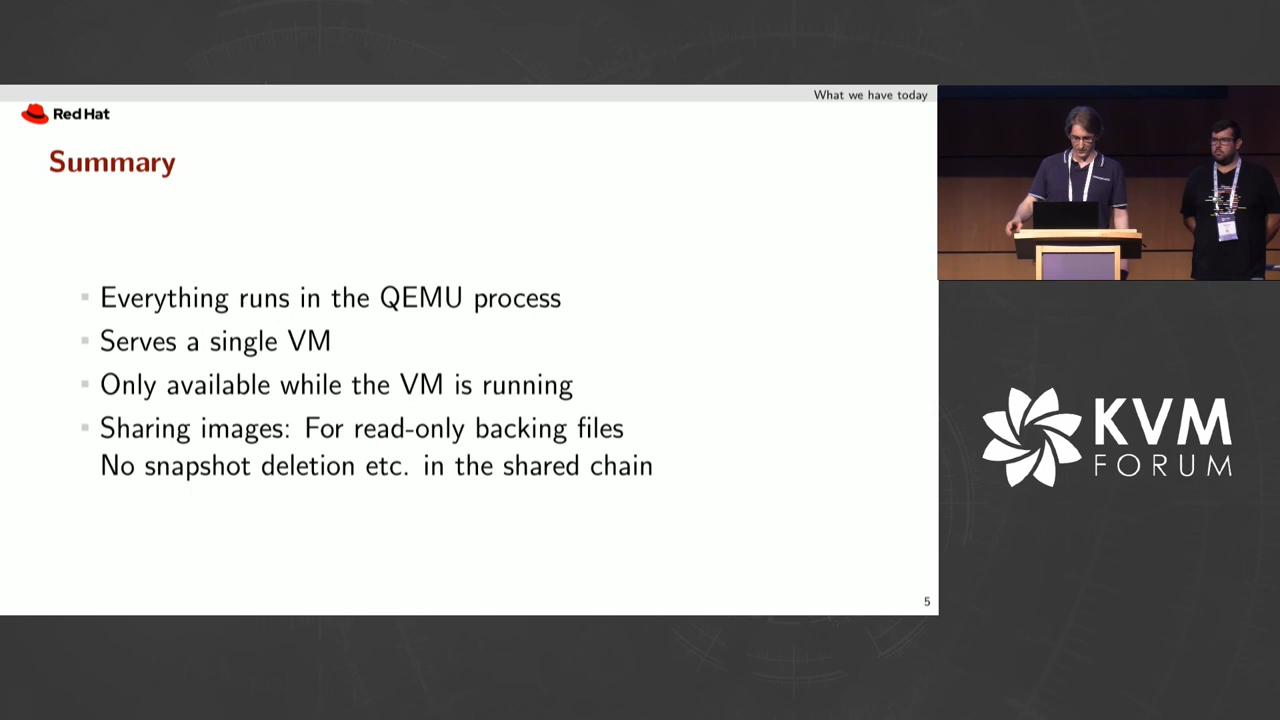 What we have today
Red Hat
Summary
Everything runs in the QEMU process
Serves a single VM
Only available while the VM is running
Sharing images: For read-only backing files
No snapshot deletion etc. in the shared chain
5
KVM
FORUM